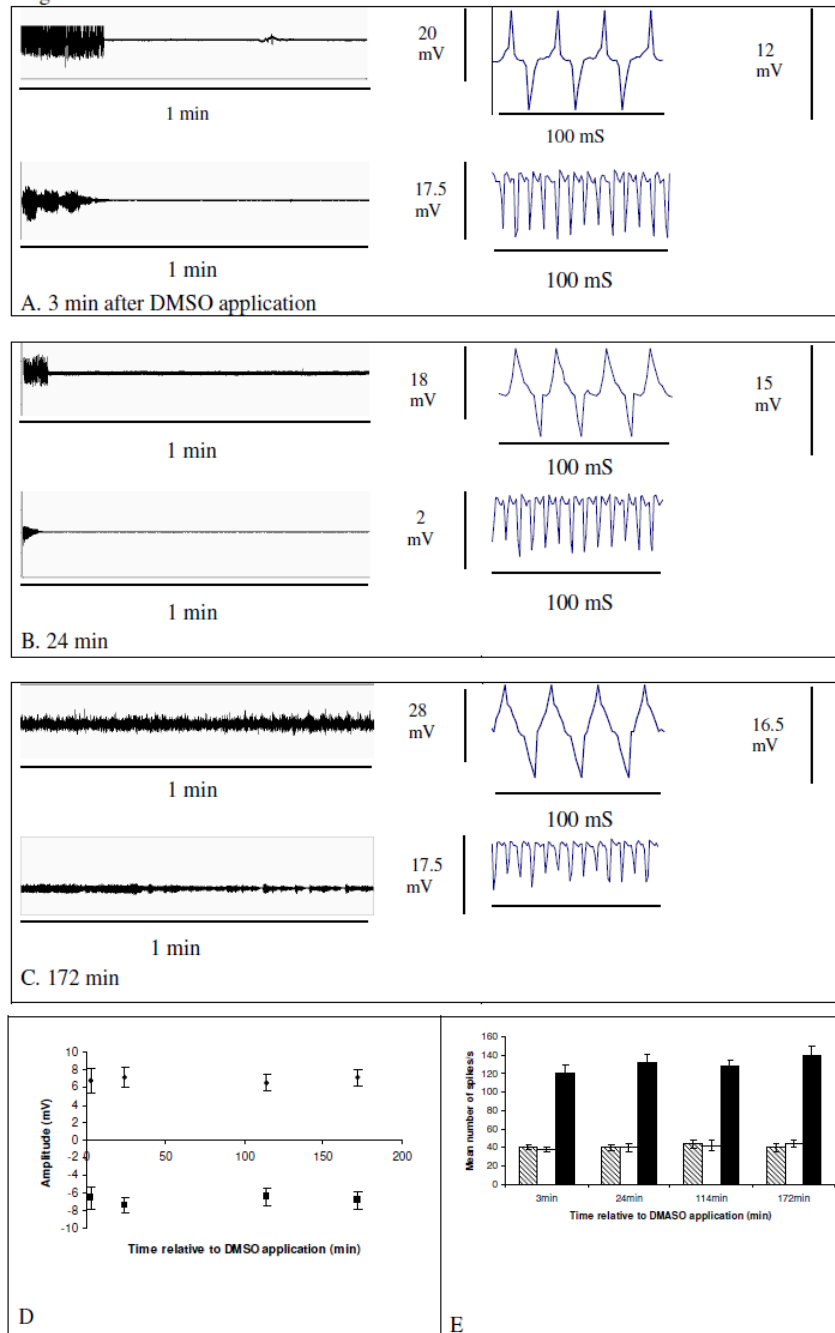 20
mV
12
mV
1 min
100 mS
17.5
mV
1 min
100 mS
A. 3 min after DMSO application
18
mV
15
mV
1 min
100 mS
2
mV
1 min
100 mS
B. 24 min
28
mV
16.5
mV
1 min
100 mS
17.5
mV
1 min
C. 172 min
10
8
6
4
2
0
-2
-4
-6
-8
-10
0
50
100
150
200
Amplitude (mV)
Time relative to DMSO application (min)
D
160
140
120
100
80
60
40
20
0
Mean number of spikes/s
3min
24min
114min
172min
Time relative to DMASO application (min)
E